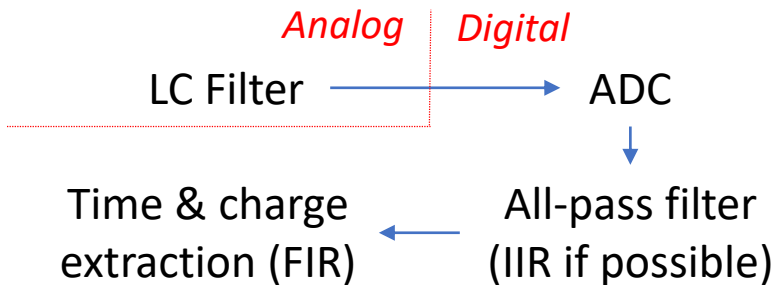 Analog Digital
LC Filter ADC
Time & charge
extraction (FIR)
All-pass filter
(IIR if possible)